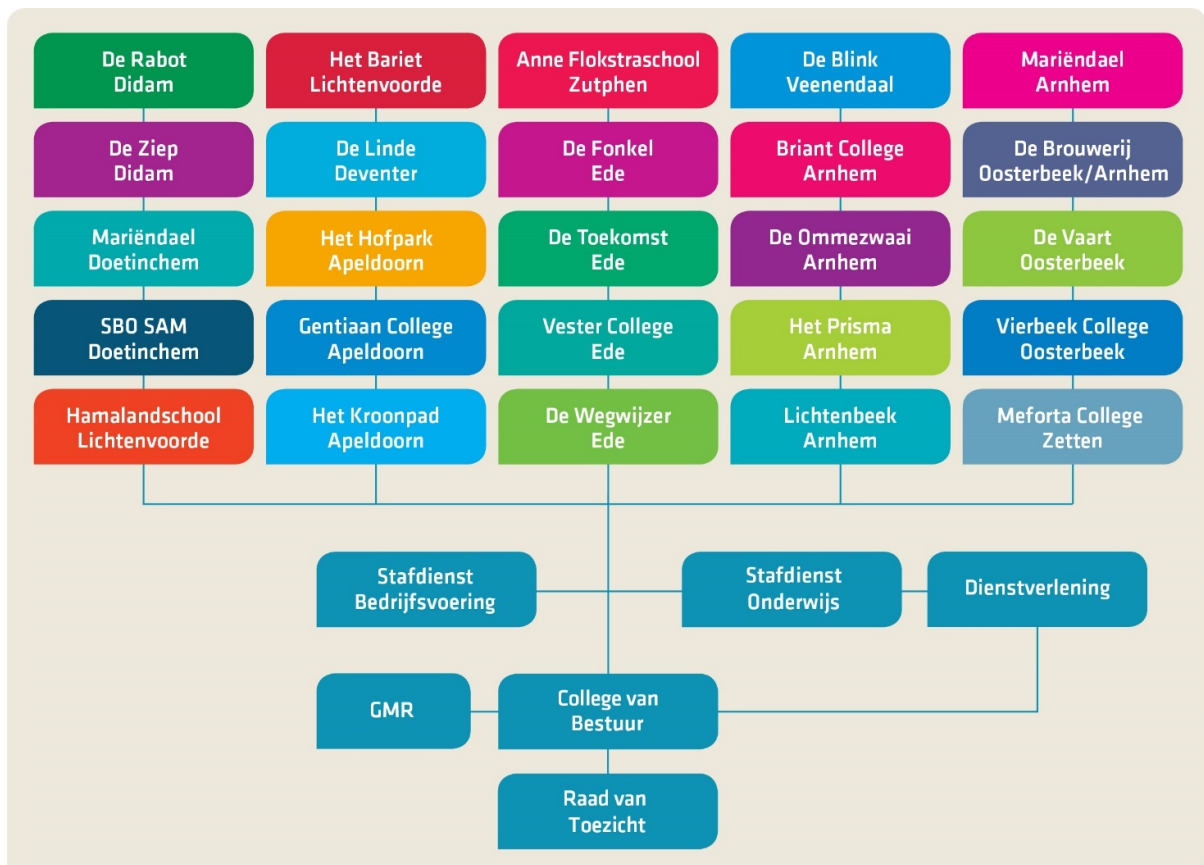 De Rabot
Didam
Het Bariet
Lichtenvoorde
Anne Flokstraschool
Zutphen
De Blink
Veenendaal
Mariëndael
Arnhem
De Ziep
Didam
De Linde
Deventer
De Fonkel
Ede
Briant College
Arnhem
De Brouwerij
Oosterbeek/Arnhem
Mariëndael
Doetinchem
Het Hofpark
Apeldoorn
De Toekomst
Ede
De Ommezwaai
Arnhem
De Vaart
Oosterbeek
SBO SAM
Doetinchem
Gentiaan College
Apeldoorn
Vester College
Ede
Het Prisma
Arnhem
Vierbeek College
Oosterbeek
Hamalandschool
Lichtenvoorde
Het Kroonpad
Apeldoorn
De Wegwijzer
Ede
Lichtenbeek
Arnhem
Meforta College
Zetten
Stafdienst
Bedrijfsvoering
Stafdienst
Onderwijs
Dienstverlening
GMR
College van
Bestuur
Raad van
Toezicht